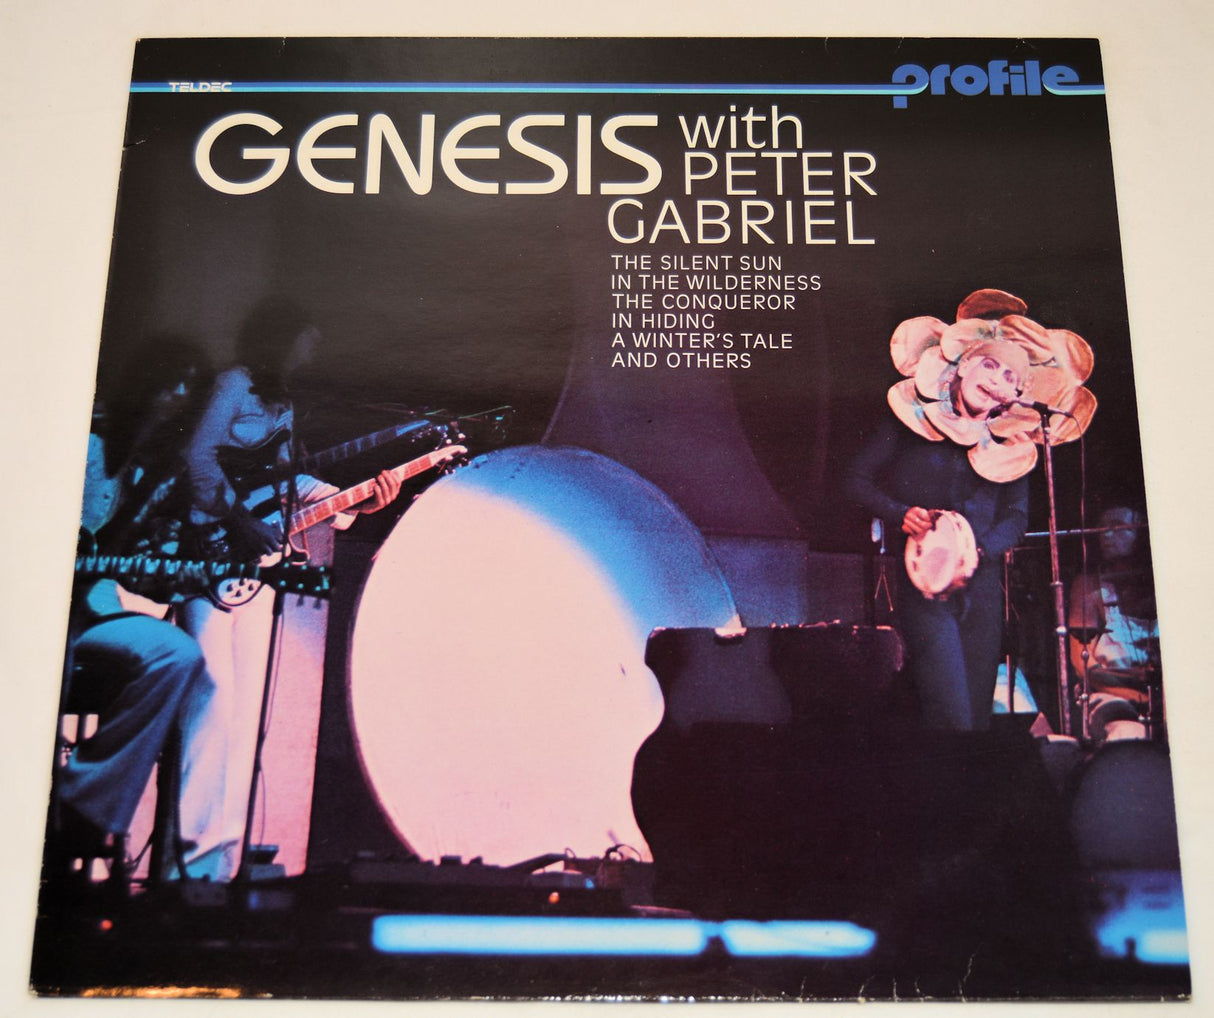 TELDEC
profile
GENESIS with
PETER
GABRIEL
THE SILENT SUN
IN THE WILDERNESS
THE CONQUEROR
IN HIDING
A WINTER'S TALE
AND OTHERS